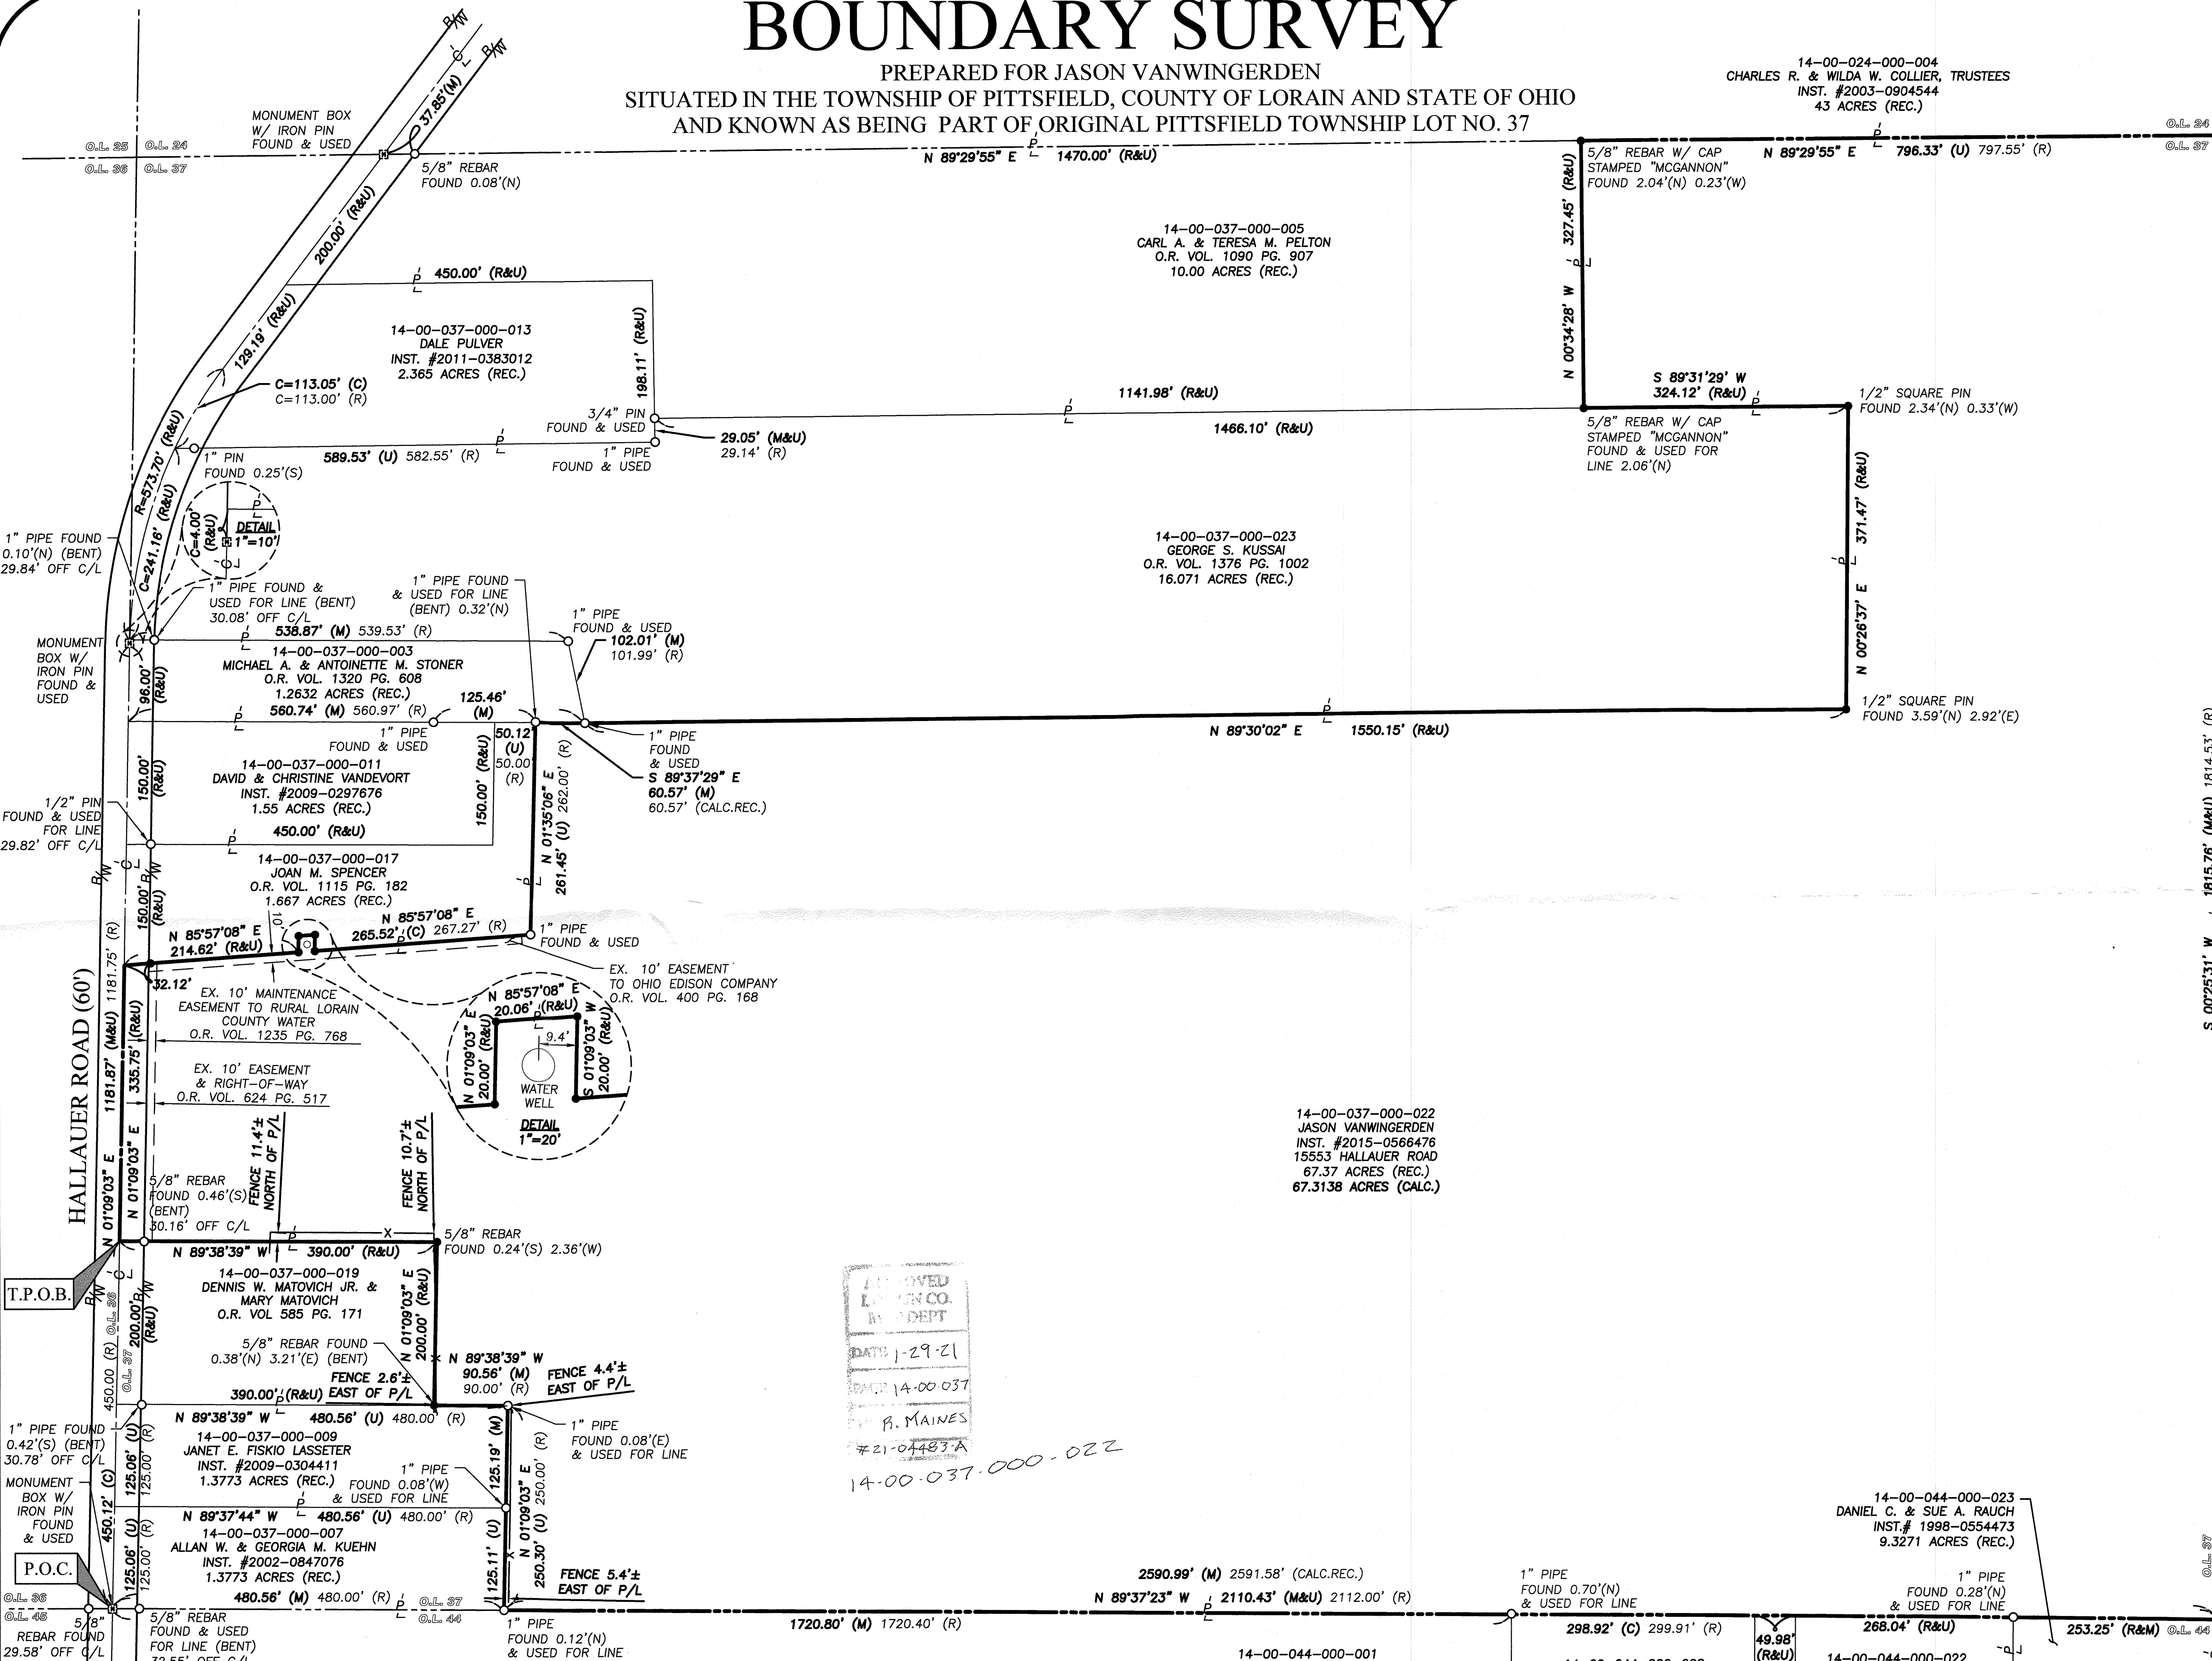 BOUNDARY SURVEY
PREPARED FOR JASON VANWINGERDEN
SITUATED IN THE TOWNSHIP OF PITTSFIELD, COUNTY OF LORAIN AND STATE OF OHIO
AND KNOWN AS BEING PART OF ORIGINAL PITTSFIELD TOWNSHIP LOT NO. 37
14-00-024-000-004
CHARLES R. & WILDA W. COLLIER, TRUSTEES
INST. #2003-0904544
43 ACRES (REC.)
R/W
C/L
R/W
37.85'(M)
MONUMENT BOX
W/ IRON PIN
FOUND & USED
O.L. 25 O.L. 24
O.L. 36 O.L. 37
5/8" REBAR
FOUND 0.08'(N)
N 89°29'55" E 1470.00' (R&U)
5/8" REBAR W/ CAP
STAMPED "MCGANNON"
FOUND 2.04'(N) 0.23'(W)
N 89°29'55" E 796.33' (U) 797.55' (R)
O.L. 24
O.L. 37
200.00' (R&U)
450.00' (R&U)
14-00-037-000-005
CARL A. & TERESA M. PELTON
O.R. VOL. 1090 PG. 907
10.00 ACRES (REC.)
N 00°34'28" W 327.45' (R&U)
129.19' (R&U)
14-00-037-000-013
DALE PULVER
INST. #2011-0383012
2.365 ACRES (REC.)
198.11' (R&U)
C=113.05' (C)
C=113.00' (R)
3/4" PIN
FOUND & USED
1141.98' (R&U)
S 89°31'29" W
324.12' (R&U)
1/2" SQUARE PIN
FOUND 2.34'(N) 0.33'(W)
29.05' (M&U)
29.14' (R)
1466.10' (R&U)
5/8" REBAR W/ CAP
STAMPED "MCGANNON"
FOUND & USED FOR
LINE 2.06'(N)
R=573.70' (R&U)
C=241.16' (R&U)
1" PIN
FOUND 0.25'(S)
589.53' (U) 582.55' (R)
1" PIPE
FOUND & USED
C=4.00'
(R&U)
DETAIL
1"=10'
1" PIPE FOUND
0.10'(N) (BENT)
29.84' OFF C/L
1" PIPE FOUND &
USED FOR LINE (BENT)
30.08' OFF C/L
1" PIPE FOUND
& USED FOR LINE
(BENT) 0.32'(N)
14-00-037-000-023
GEORGE S. KUSSAI
O.R. VOL. 1376 PG. 1002
16.071 ACRES (REC.)
N 00°26'37" E 371.47' (R&U)
1" PIPE
FOUND & USED
102.01' (M)
101.99' (R)
538.87' (M) 539.53' (R)
MONUMENT
BOX W/
IRON PIN
FOUND &
USED
14-00-037-000-003
MICHAEL A. & ANTOINETTE M. STONER
O.R. VOL. 1320 PG. 608
1.2632 ACRES (REC.)
96.00'
(R&U)
560.74' (M) 560.97' (R)
125.46'
(M)
1" PIPE
FOUND & USED
50.12'
(U)
50.00'
(R)
1" PIPE
FOUND
& USED
S 89°37'29" E
60.57' (M)
60.57' (CALC.REC.)
N 89°30'02" E 1550.15' (R&U)
1/2" SQUARE PIN
FOUND 3.59'(N) 2.92'(E)
S 00°25'31" W 1815.76' (M&U) 1814.53' (R)
150.00'
(R&U)
14-00-037-000-011
DAVID & CHRISTINE VANDEVORT
INST. #2009-0297676
1.55 ACRES (REC.)
150.00' (R&U)
N 01°35'06" E
261.45' (U) 262.00' (R)
1/2" PIN
FOUND & USED
FOR LINE
29.82' OFF C/L
450.00' (R&U)
14-00-037-000-017
JOAN M. SPENCER
O.R. VOL. 1115 PG. 182
1.667 ACRES (REC.)
R/W
C/L
R/W
150.00'
(R&U)
10'
N 85°57'08" E
214.62' (R&U)
N 85°57'08" E
265.52' (C) 267.27' (R)
1" PIPE
FOUND & USED
32.12'
EX. 10' EASEMENT
TO OHIO EDISON COMPANY
O.R. VOL. 400 PG. 168
EX. 10' MAINTENANCE
EASEMENT TO RURAL LORAIN
COUNTY WATER
O.R. VOL. 1235 PG. 768
EX. 10' EASEMENT
& RIGHT-OF-WAY
O.R. VOL. 624 PG. 517
HALLAUER ROAD (60')
N 01°09'03" E 1181.87' (M&U) 1181.75' (R)
N 01°09'03" E 335.75' (R&U)
N 85°57'08" E
20.06' (R&U)
N 01°09'03" E
20.00' (R&U)
S 01°09'03" W
20.00' (R&U)
9.4'
WATER
WELL
DETAIL
1"=20'
14-00-037-000-022
JASON VANWINGERDEN
INST. #2015-0566476
15553 HALLAUER ROAD
67.37 ACRES (REC.)
67.3138 ACRES (CALC.)
FENCE 11.4'±
NORTH OF P/L
FENCE 10.7'±
NORTH OF P/L
5/8" REBAR
FOUND 0.46'(S)
(BENT)
30.16' OFF C/L
N 89°38'39" W 390.00' (R&U)
5/8" REBAR
FOUND 0.24'(S) 2.36'(W)
T.P.O.B.
14-00-037-000-019
DENNIS W. MATOVICH JR. &
MARY MATOVICH
O.R. VOL 585 PG. 171
N 01°09'03" E
200.00' (R&U)
R/W
C/L
R/W
200.00'
(R&U)
O.L. 36
O.L. 37
450.00 (R)
450.12' (C)
5/8" REBAR FOUND
0.38'(N) 3.21'(E) (BENT)
N 89°38'39" W
90.56' (M)
90.00' (R)
FENCE 4.4'±
EAST OF P/L
FENCE 2.6'±
EAST OF P/L
390.00' (R&U)
N 89°38'39" W 480.56' (U) 480.00' (R)
1" PIPE FOUND
0.42'(S) (BENT)
30.78' OFF C/L
125.06' (U)
125.00' (R)
14-00-037-000-009
JANET E. FISKIO LASSETER
INST. #2009-0304411
1.3773 ACRES (REC.)
1" PIPE
FOUND 0.08'(W)
& USED FOR LINE
125.19' (M)
1" PIPE
FOUND 0.08'(E)
& USED FOR LINE
N 01°09'03" E
250.30' (U) 250.00' (R)
MONUMENT
BOX W/
IRON PIN
FOUND
& USED
N 89°37'44" W 480.56' (U) 480.00' (R)
14-00-037-000-007
ALLAN W. & GEORGIA M. KUEHN
INST. #2002-0847076
1.3773 ACRES (REC.)
125.06' (U)
125.00' (R)
125.11' (U)
FENCE 5.4'±
EAST OF P/L
P.O.C.
480.56' (M) 480.00' (R)
O.L. 36
O.L. 45
O.L. 37
O.L. 44
5/8"
REBAR FOUND
29.58' OFF C/L
5/8" REBAR
FOUND & USED
FOR LINE (BENT)
32.55' OFF C/L
1" PIPE
FOUND 0.12'(N)
& USED FOR LINE
APPROVED
LORAIN CO.
DEPT
DATE 1-29-21
PAGE 14-00-037
R. MAINES
#21-04483-A
14-00-037-000-022
2590.99' (M) 2591.58' (CALC.REC.)
N 89°37'23" W 2110.43' (M&U) 2112.00' (R)
1720.80' (M) 1720.40' (R)
1" PIPE
FOUND 0.70'(N)
& USED FOR LINE
14-00-044-000-023
DANIEL C. & SUE A. RAUCH
INST.# 1998-0554473
9.3271 ACRES (REC.)
1" PIPE
FOUND 0.28'(N)
& USED FOR LINE
O.L. 37
298.92' (C) 299.91' (R)
49.98'
(R&U)
268.04' (R&U)
253.25' (R&M) O.L. 44
14-00-044-000-001
14-00-044-000-022